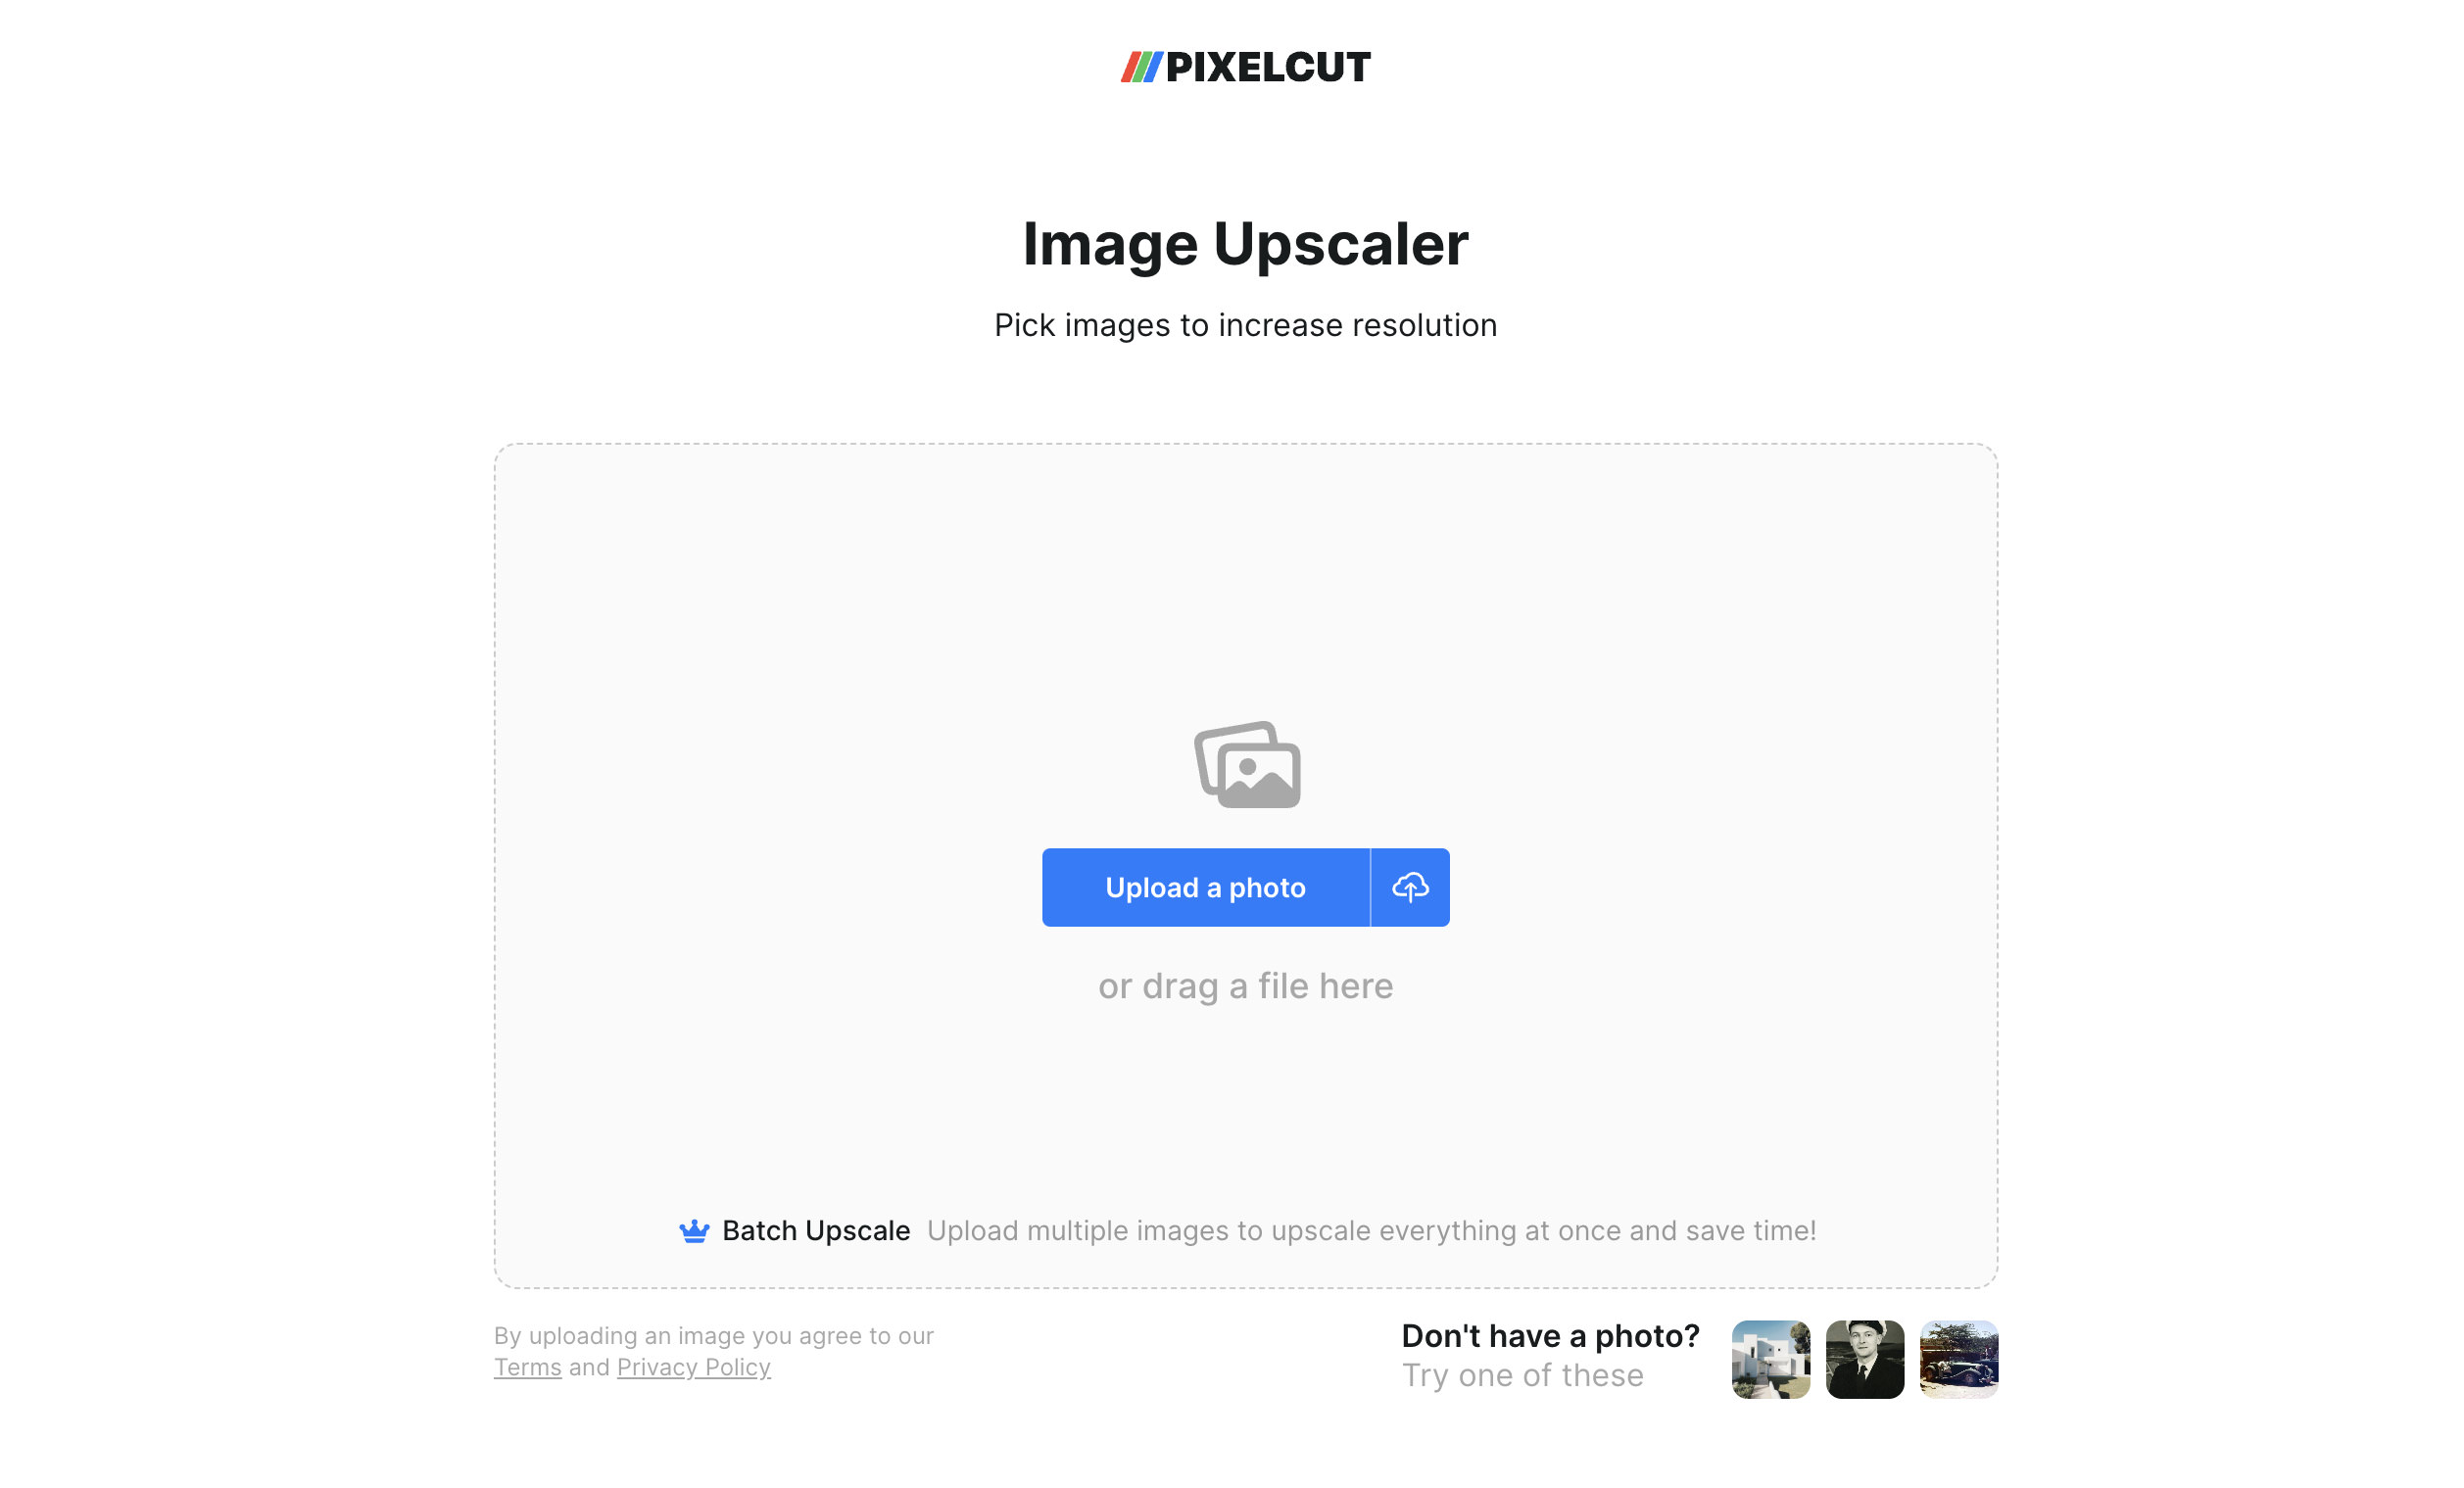 PIXELCUT
Image Upscaler
Pick images to increase resolution
Upload a photo
or drag a file here
Batch Upscale Upload multiple images to upscale everything at once and save time!
By uploading an image you agree to our
Terms and Privacy Policy
Don't have a photo?
Try one of these